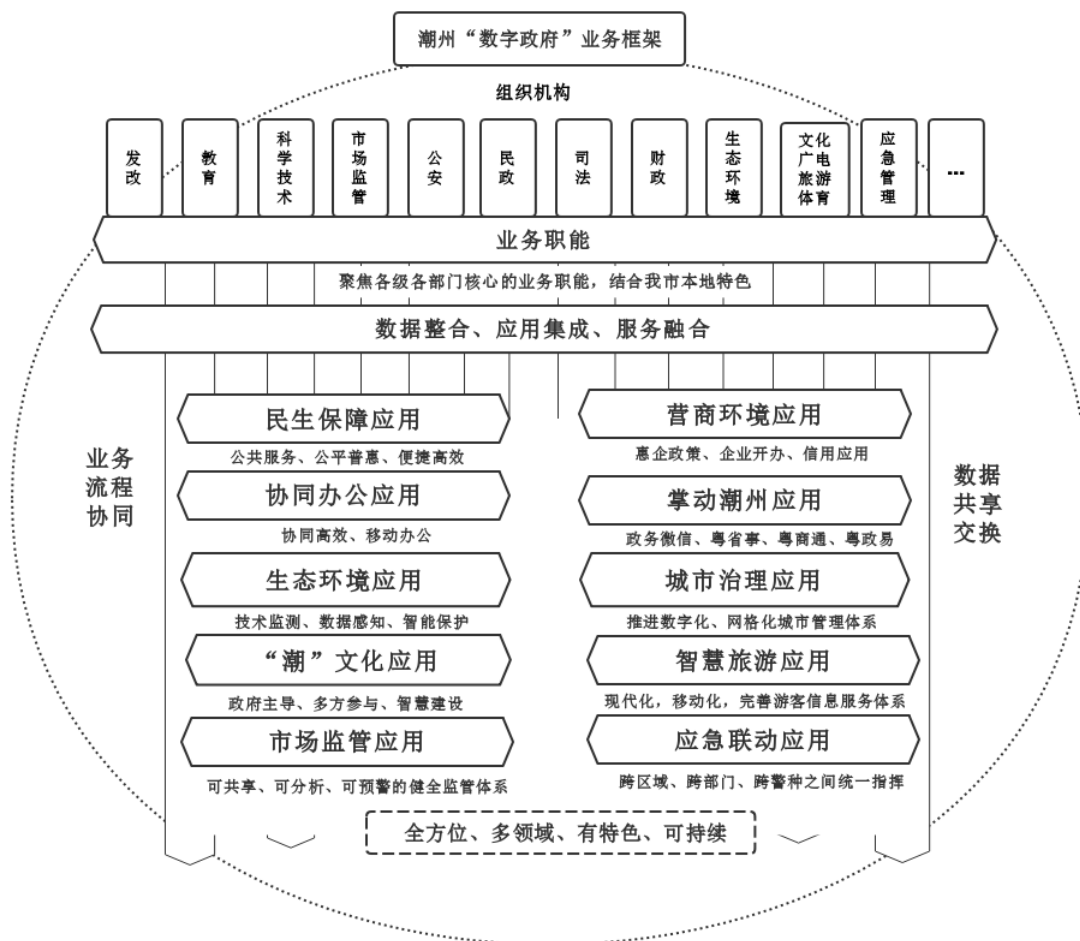 潮州“数字政府”业务框架
组织机构
发改
教育
科学技术
市场监管
公安
民政
司法
财政
生态环境
文化广电旅游体育
应急管理
...
业务职能
聚焦各级各部门核心的业务职能，结合我市本地特色
数据整合、应用集成、服务融合
业务
流程
协同
民生保障应用
公共服务、公平普惠、便捷高效
协同办公应用
协同高效、移动办公
生态环境应用
技术监测、数据感知、智能保护
“潮”文化应用
政府主导、多方参与、智慧建设
市场监管应用
可共享、可分析、可预警的健全监管体系
营商环境应用
惠企政策、企业开办、信用应用
掌动潮州应用
政务微信、粤省事、粤商通、粤政易
城市治理应用
推进数字化、网格化城市管理体系
智慧旅游应用
现代化，移动化，完善游客信息服务体系
应急联动应用
跨区域、跨部门、跨警种之间统一指挥
数据
共享
交换
全方位、多领域、有特色、可持续